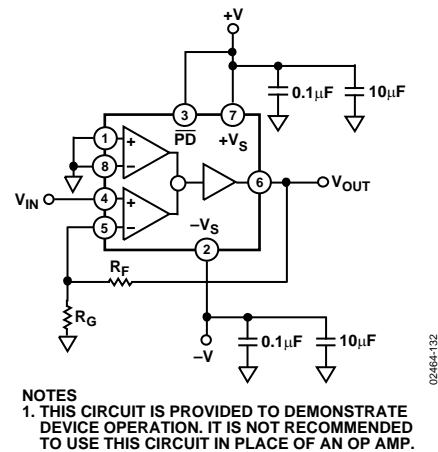 +V
0.1µF
10µF
3
7
PD
+VS
1
+
8
–
VIN
4
+
5
–
6
VOUT
–VS
2
RF
RG
–V
0.1µF
10µF
02464-132
NOTES
1. THIS CIRCUIT IS PROVIDED TO DEMONSTRATE
DEVICE OPERATION. IT IS NOT RECOMMENDED
TO USE THIS CIRCUIT IN PLACE OF AN OP AMP.